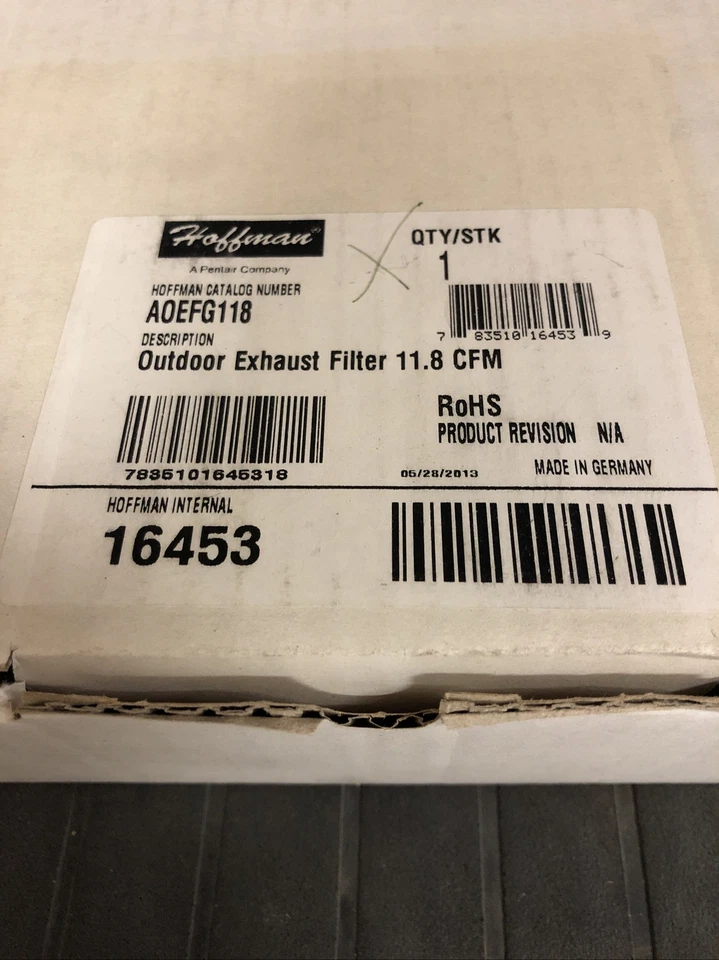 Hoffman®
A Pentair Company
QTY/STK
1
HOFFMAN CATALOG NUMBER
AOEFG118
7 83510 16453 9
DESCRIPTION
Outdoor Exhaust Filter 11.8 CFM
7835101645318
RoHS
PRODUCT REVISION N/A
05/28/2013
MADE IN GERMANY
HOFFMAN INTERNAL
16453